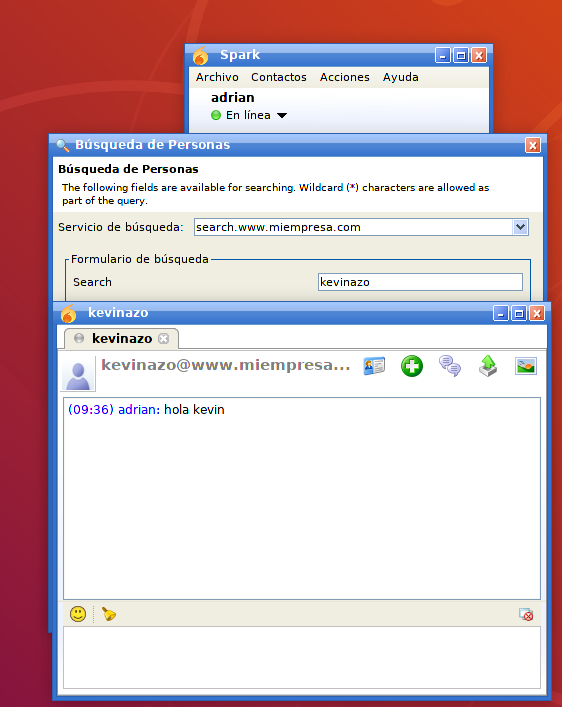 Spark
Archivo Contactos Acciones Ayuda
adrian
En línea
Búsqueda de Personas
Búsqueda de Personas
The following fields are available for searching. Wildcard (*) characters are allowed as
part of the query.
Servicio de búsqueda: search.www.miempresa.com
Formulario de búsqueda
Search kevinazo
kevinazo
kevinazo
kevinazo@www.miempresa...
(09:36) adrian: hola kevin